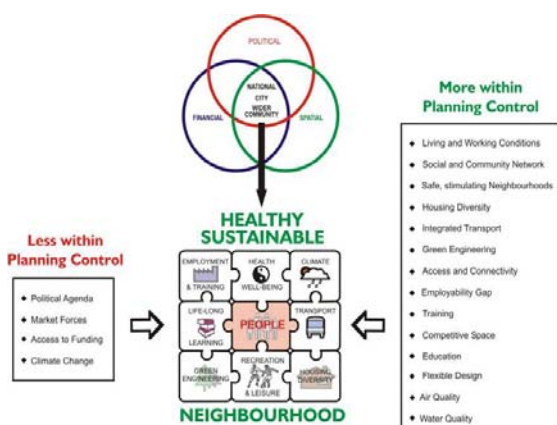 POLITICAL
NATIONAL
CITY
WIDER
COMMUNITY
FINANCIAL
SPATIAL
More within
Planning Control
Living and Working Conditions
Social and Community Network
Safe, stimulating Neighbourhoods
Housing Diversity
Integrated Transport
Green Engineering
Access and Connectivity
Employability Gap
Training
Competitive Space
Education
Flexible Design
Air Quality
Water Quality
Less within
Planning Control
Political Agenda
Market Forces
Access to Funding
Climate Change
HEALTHY
SUSTAINABLE
EMPLOYMENT
& TRAINING
HEALTH
WELL-BEING
CLIMATE
LIFE-LONG
LEARNING
PEOPLE
TRANSPORT
GREEN
ENGINEERING
RECREATION
& LEISURE
HOUSING
DIVERSITY
NEIGHBOURHOOD